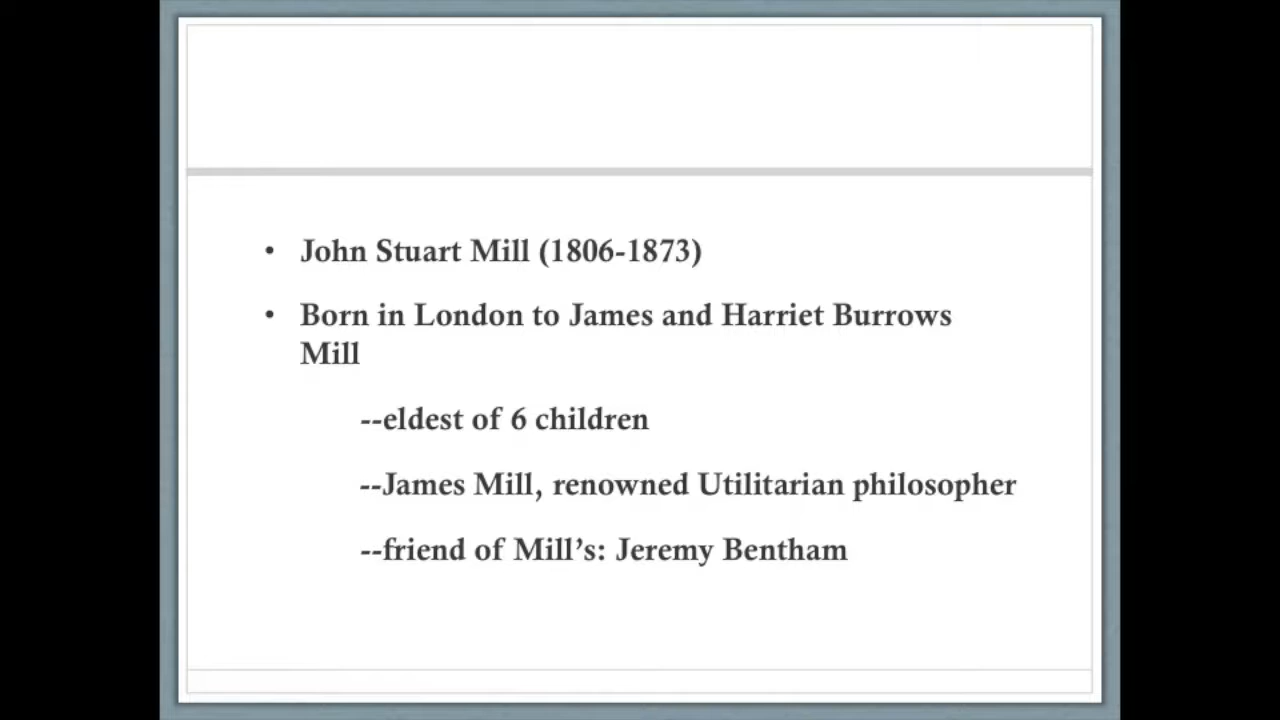 • John Stuart Mill (1806-1873)
• Born in London to James and Harriet Burrows
Mill
--eldest of 6 children
--James Mill, renowned Utilitarian philosopher
--friend of Mill’s: Jeremy Bentham